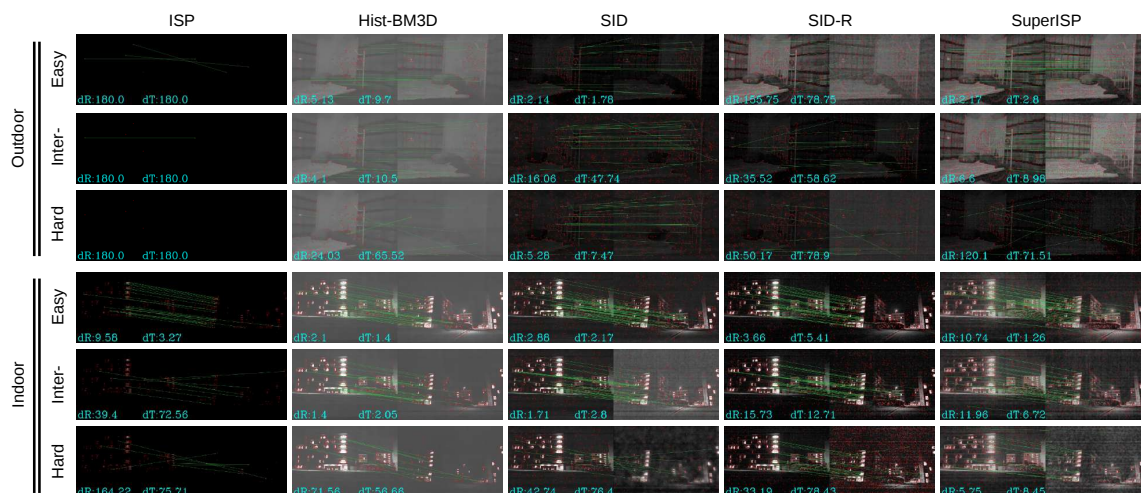 ISP Hist-BM3D SID SID-R SuperISP
Outdoor
Easy
dR:180.0 dT:180.0 dR:5.13 dT:9.7 dR:2.14 dT:1.78 dR:165.75 dT:78.75 dR:2.17 dT:2.8
Inter-
dR:180.0 dT:180.0 dR:4.1 dT:10.5 dR:16.06 dT:47.74 dR:35.52 dT:58.62 dR:6.6 dT:8.96
Hard
dR:180.0 dT:180.0 dR:24.03 dT:65.52 dR:5.28 dT:7.47 dR:50.17 dT:78.9 dR:120.1 dT:71.51
Indoor
Easy
dR:9.58 dT:3.27 dR:2.1 dT:1.4 dR:2.88 dT:2.17 dR:3.66 dT:5.41 dR:10.74 dT:1.26
Inter-
dR:39.4 dT:72.56 dR:1.4 dT:2.05 dR:1.71 dT:2.8 dR:15.73 dT:12.71 dR:11.96 dT:6.72
Hard
dR:164.22 dT:75.71 dR:71.56 dT:56.66 dR:42.74 dT:76.4 dR:33.19 dT:78.43 dR:5.75 dT:8.45